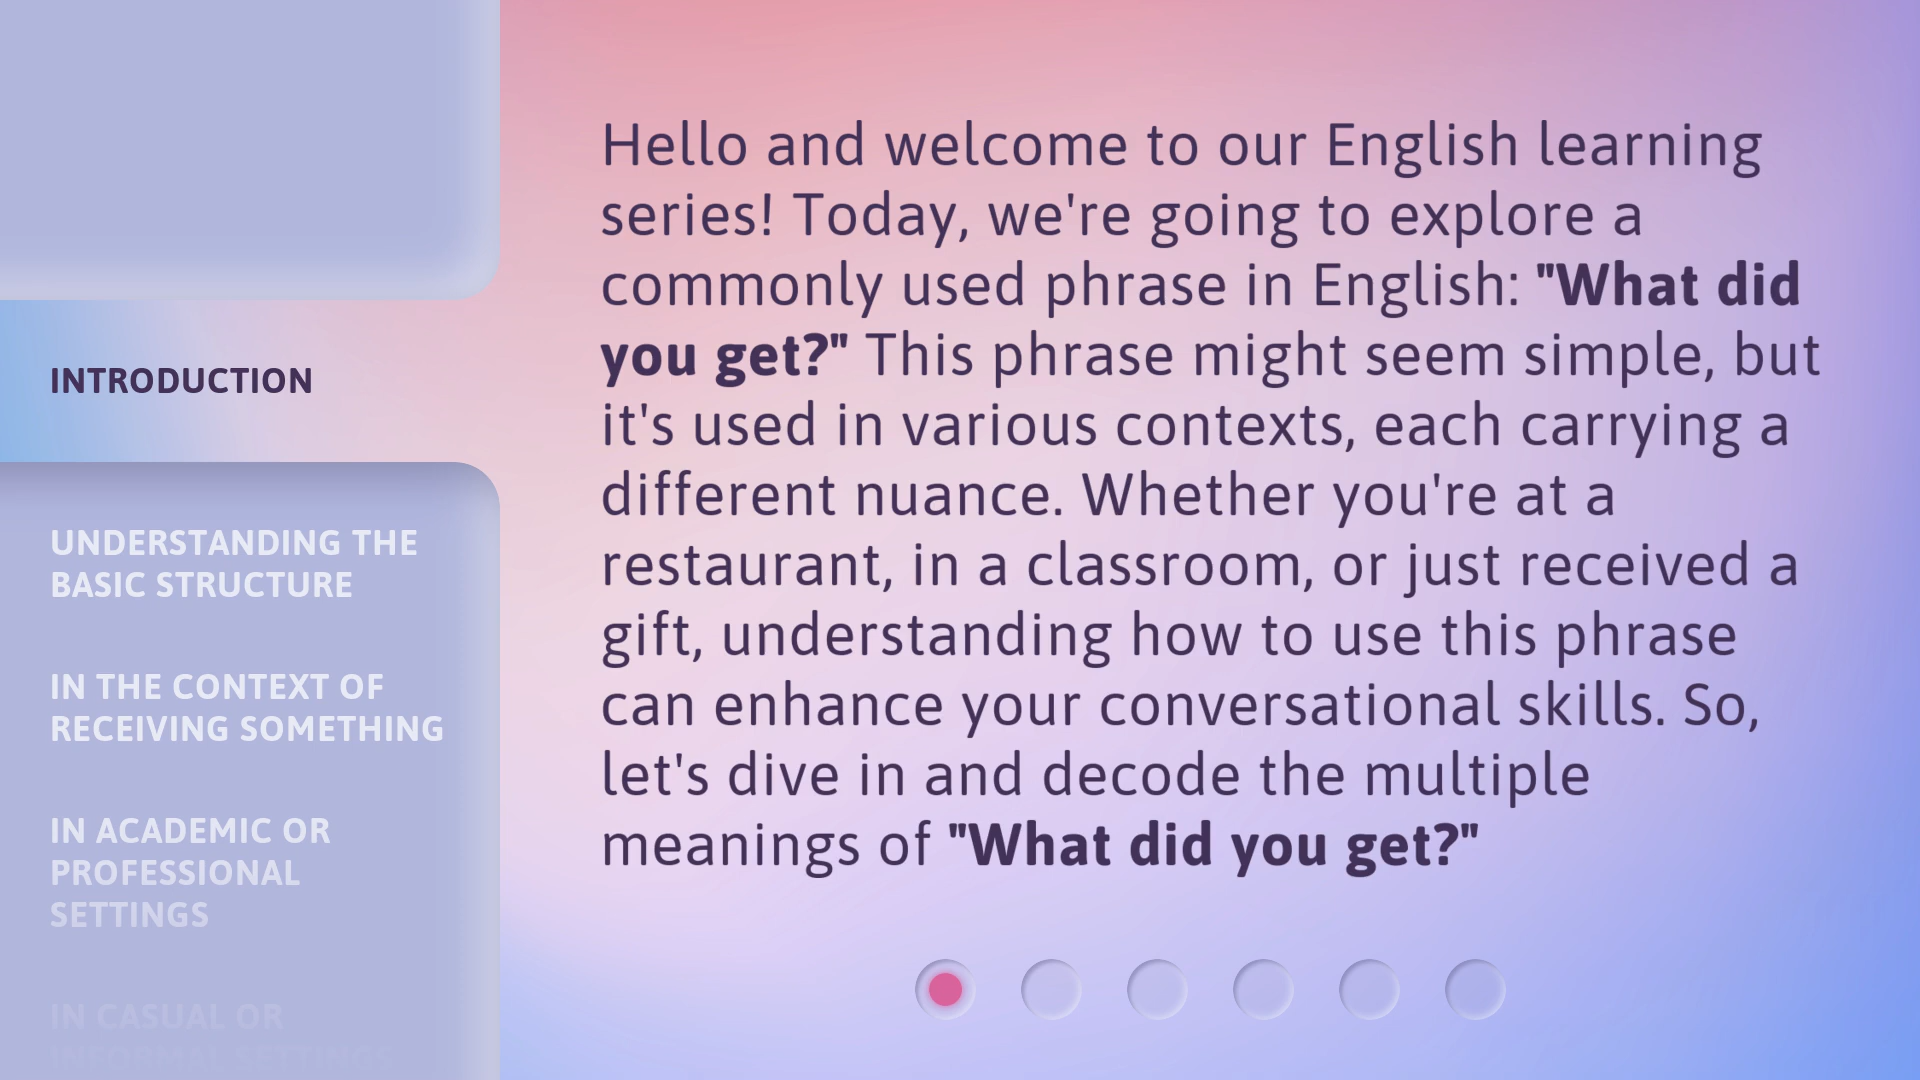 INTRODUCTION
UNDERSTANDING THE
BASIC STRUCTURE
IN THE CONTEXT OF
RECEIVING SOMETHING
IN ACADEMIC OR
PROFESSIONAL
SETTINGS
IN CASUAL OR
INFORMAL SETTINGS
Hello and welcome to our English learning
series! Today, we're going to explore a
commonly used phrase in English: "What did
you get?" This phrase might seem simple, but
it's used in various contexts, each carrying a
different nuance. Whether you're at a
restaurant, in a classroom, or just received a
gift, understanding how to use this phrase
can enhance your conversational skills. So,
let's dive in and decode the multiple
meanings of "What did you get?"